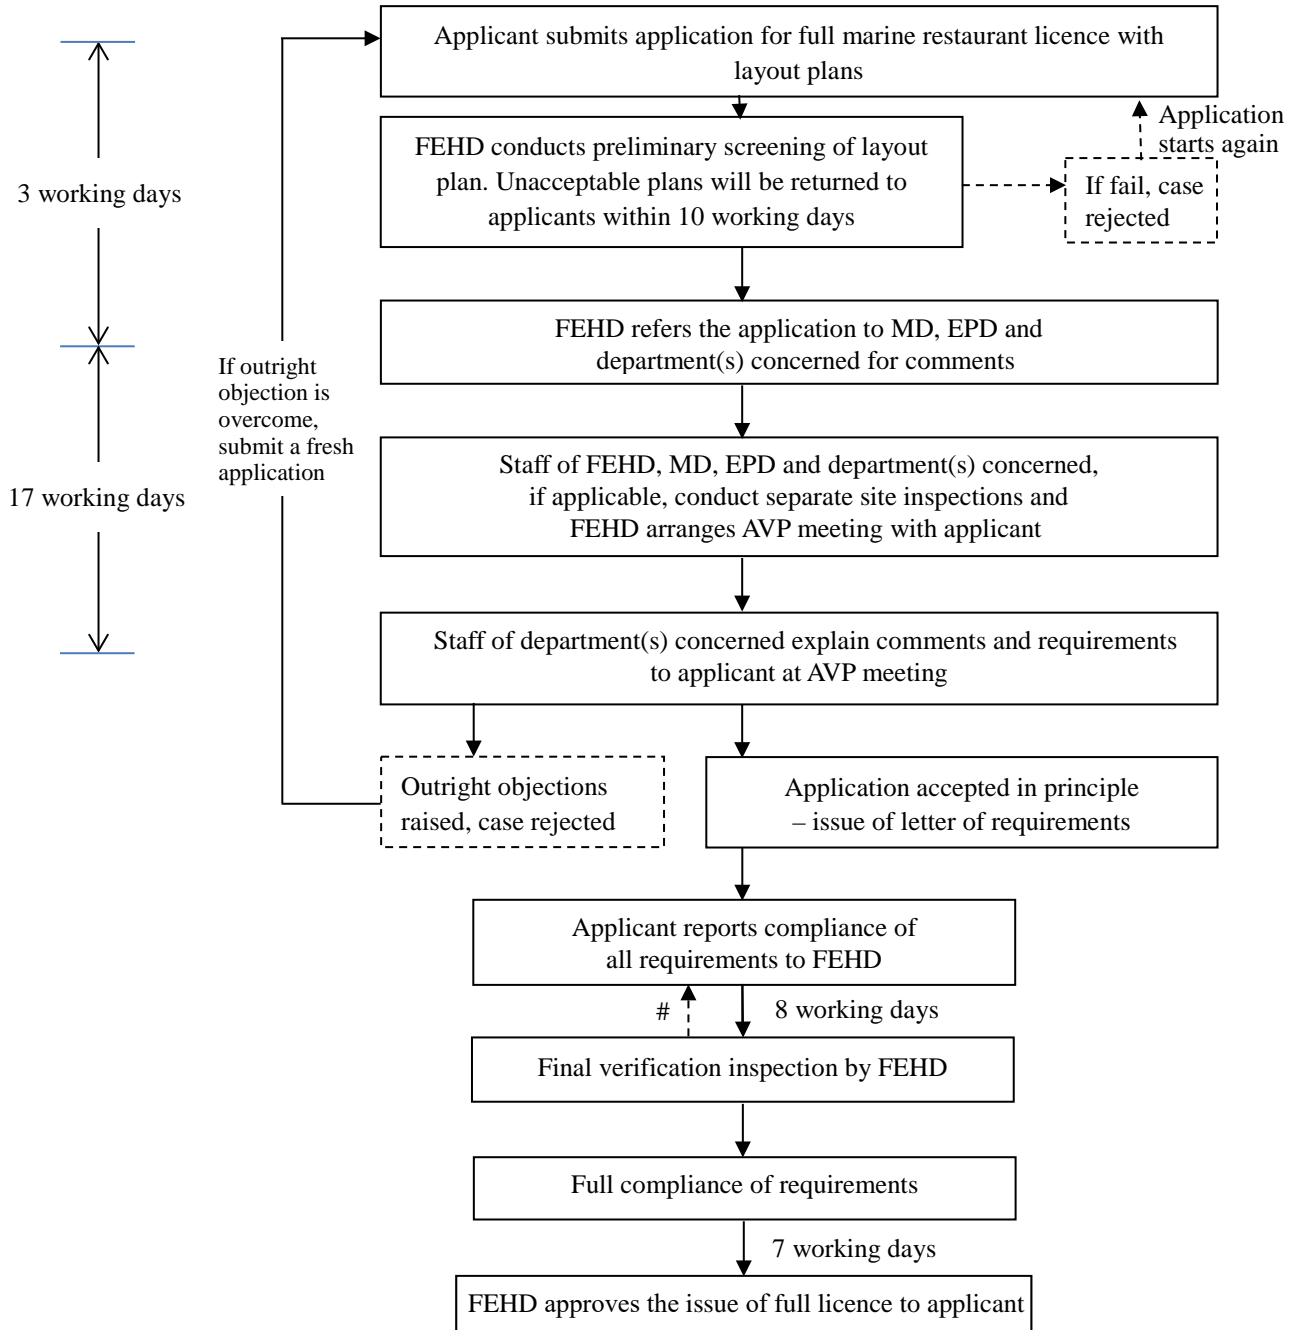 Applicant submits application for full marine restaurant licence with
layout plans
Application
starts again
FEHD conducts preliminary screening of layout
plan. Unacceptable plans will be returned to
applicants within 10 working days
If fail, case
rejected
3 working days
FEHD refers the application to MD, EPD and
department(s) concerned for comments
If outright
objection is
overcome,
submit a fresh
application
17 working days
Staff of FEHD, MD, EPD and department(s) concerned,
if applicable, conduct separate site inspections and
FEHD arranges AVP meeting with applicant
Staff of department(s) concerned explain comments and requirements
to applicant at AVP meeting
Outright objections
raised, case rejected
Application accepted in principle
– issue of letter of requirements
Applicant reports compliance of
all requirements to FEHD
#
8 working days
Final verification inspection by FEHD
Full compliance of requirements
7 working days
FEHD approves the issue of full licence to applicant